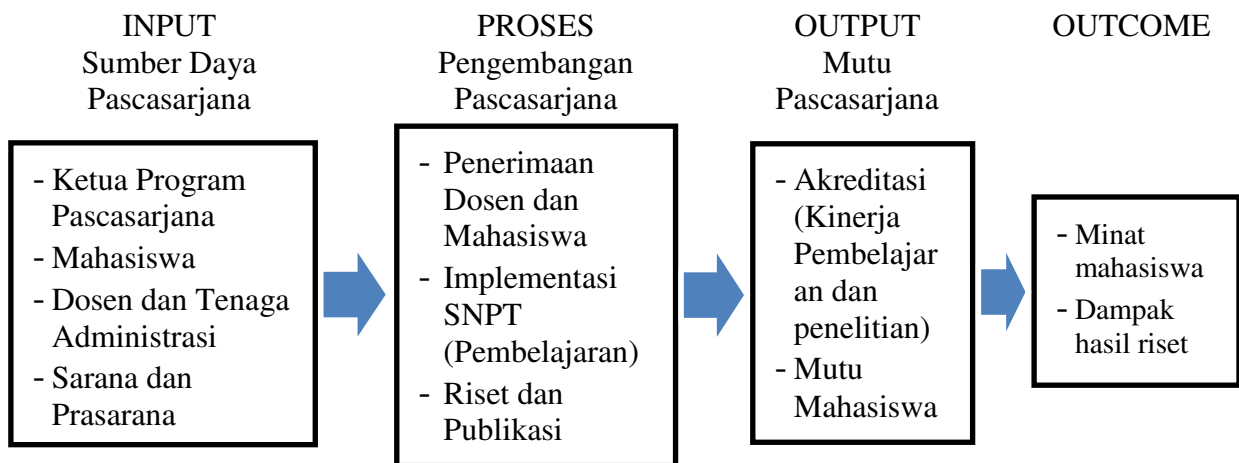 INPUT
Sumber Daya
Pascasarjana
- Ketua Program
Pascasarjana
- Mahasiswa
- Dosen dan Tenaga
Administrasi
- Sarana dan
Prasarana
PROSES
Pengembangan
Pascasarjana
- Penerimaan
Dosen dan
Mahasiswa
- Implementasi
SNPT
(Pembelajaran)
- Riset dan
Publikasi
OUTPUT
Mutu
Pascasarjana
- Akreditasi
(Kinerja
Pembelajar
an dan
penelitian)
- Mutu
Mahasiswa
OUTCOME
- Minat
mahasiswa
- Dampak
hasil riset